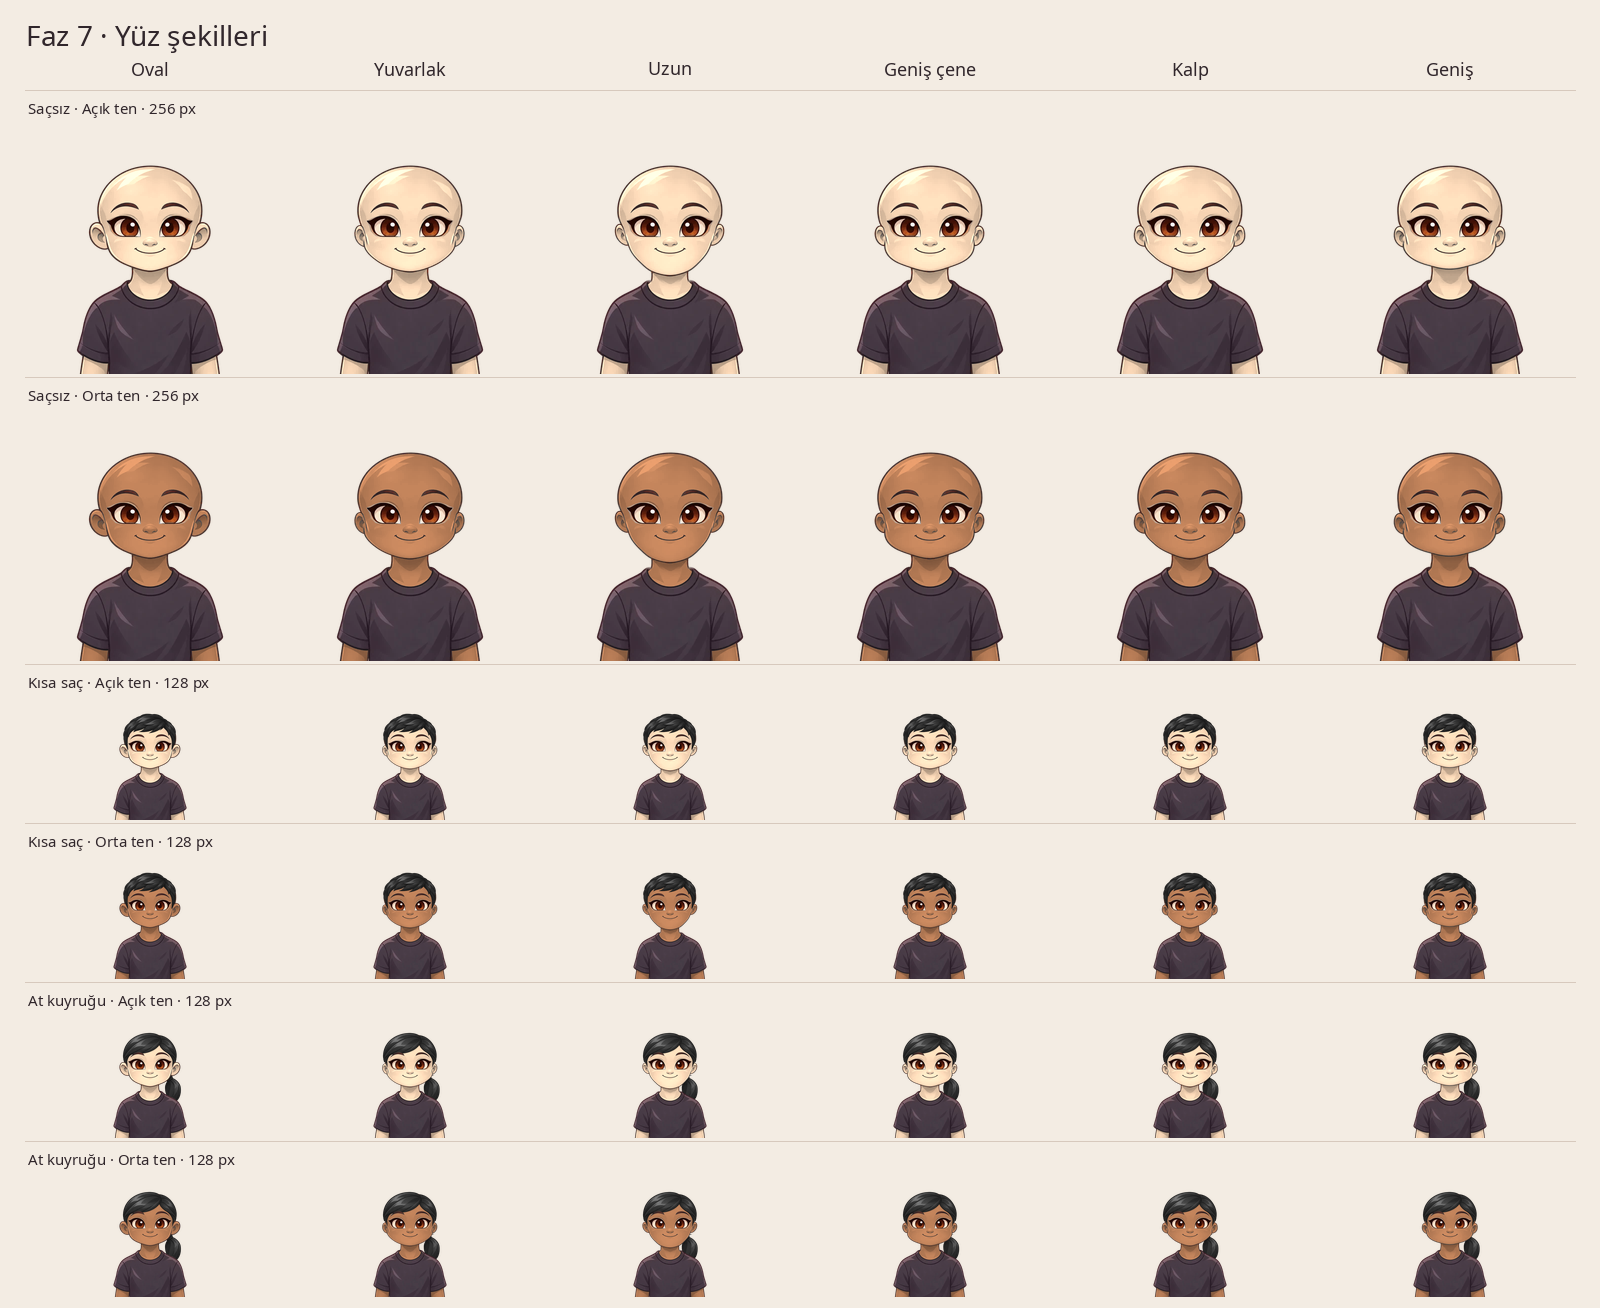 Faz 7 · Yüz şekilleri
Oval Yuvarlak Uzun Geniş çene Kalp Geniş
Saçsız · Açık ten · 256 px
Saçsız · Orta ten · 256 px
Kısa saç · Açık ten · 128 px
Kısa saç · Orta ten · 128 px
At kuyruğu · Açık ten · 128 px
At kuyruğu · Orta ten · 128 px